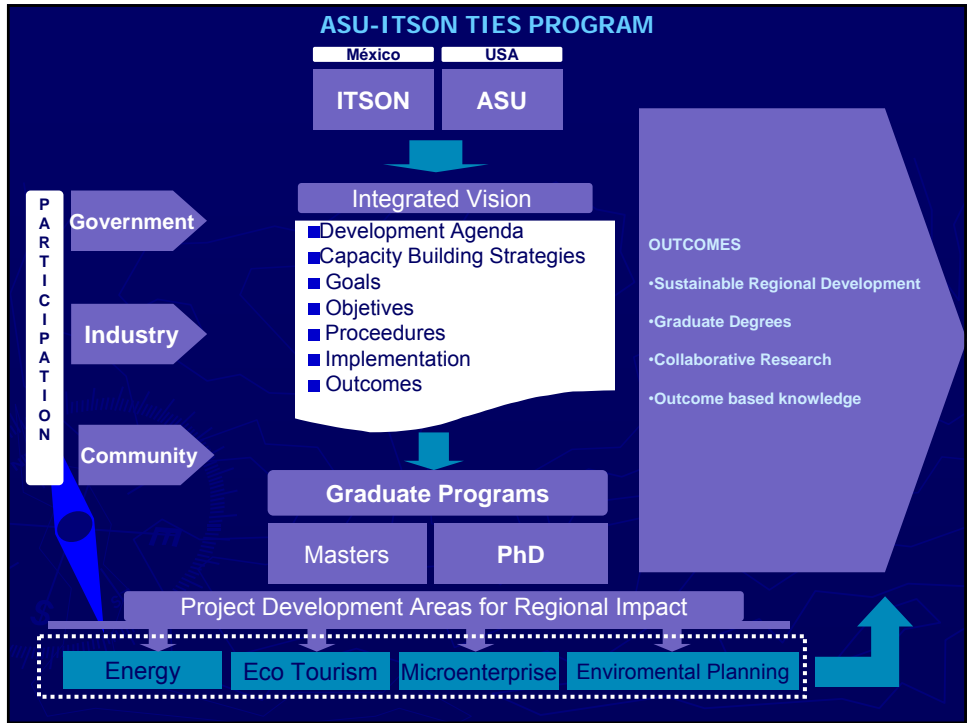 ASU-ITSON TIES PROGRAM
México
USA
ITSON
ASU
PARTICIPATION
Government
Industry
Community
Integrated Vision
■Development Agenda
■Capacity Building Strategies
■ Goals
■ Objetives
■ Proceedures
■ Implementation
■ Outcomes
Graduate Programs
Masters
PhD
Project Development Areas for Regional Impact
Energy
Eco Tourism
Microenterprise
Enviromental Planning
OUTCOMES
•Sustainable Regional Development
•Graduate Degrees
•Collaborative Research
•Outcome based knowledge